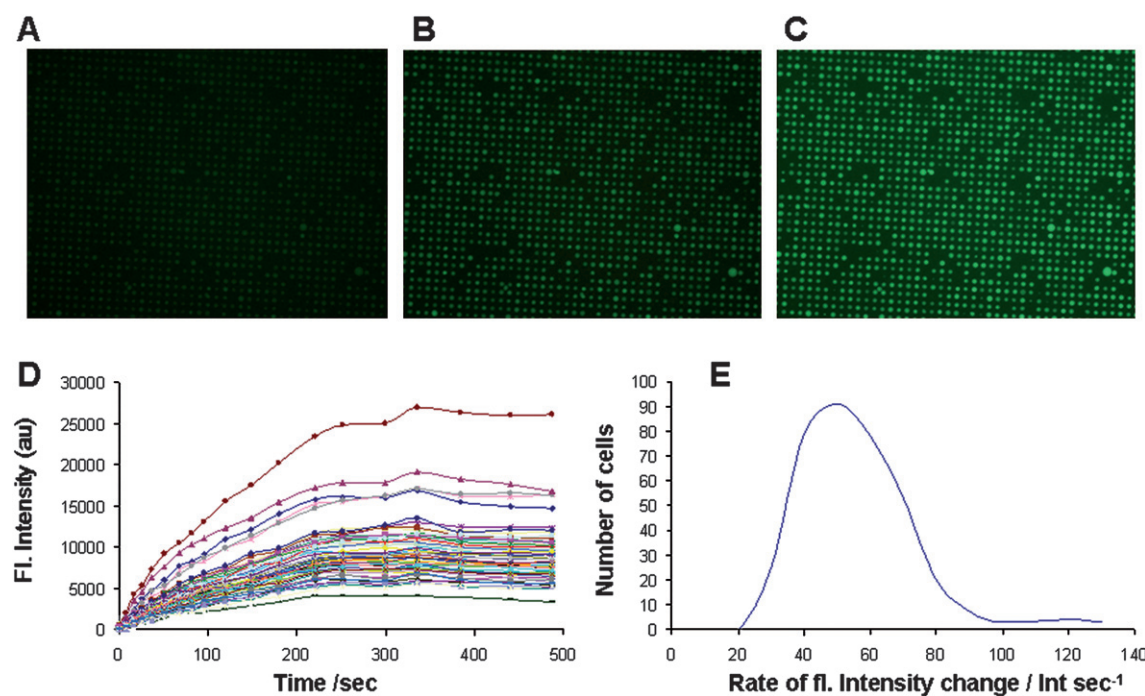 A
B
C
D
30000
25000
20000
15000
10000
5000
0
Fl. Intensity (au)
0 100 200 300 400 500
Time /sec
E
100
90
80
70
60
50
40
30
20
10
0
Number of cells
0 20 40 60 80 100 120 140
Rate of fl. Intensity change / Int sec-1